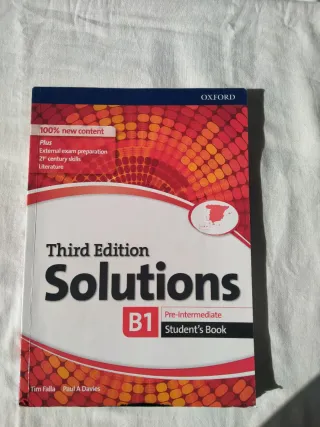 OXFORD
100% new content
Plus
External exam preparation
21st century skills
Literature
Third Edition
Solutions
B1
Pre-intermediate
Student's Book
Tim Falla Paul A Davies